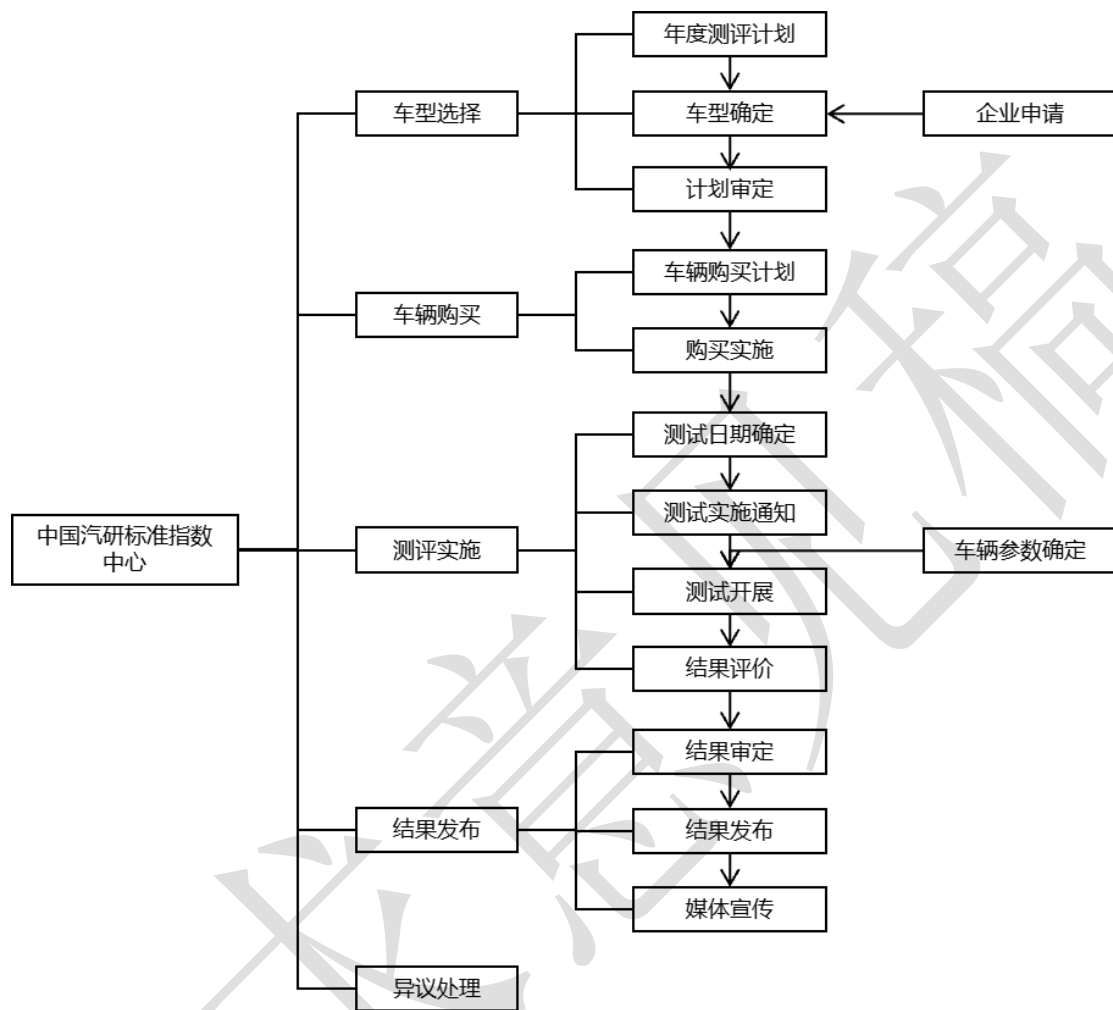 年度测评计划
车型选择
车型确定
企业申请
计划审定
车辆购买计划
车辆购买
购买实施
测试日期确定
测试实施通知
中国汽研标准指数
中心
测评实施
车辆参数确定
测试开展
结果评价
结果审定
结果发布
结果发布
媒体宣传
异议处理
求意见稿